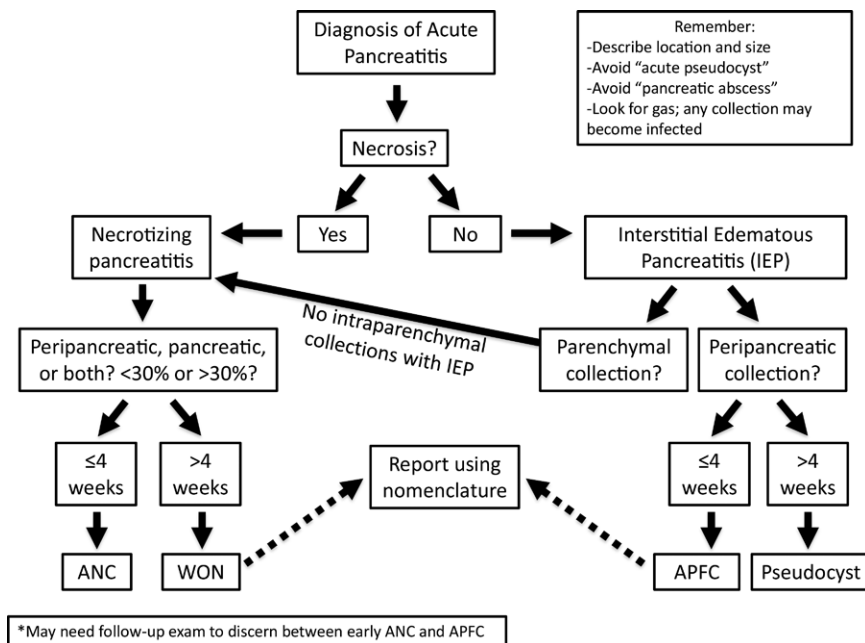 Diagnosis of Acute
Pancreatitis
Remember:
-Describe location and size
-Avoid “acute pseudocyst”
-Avoid “pancreatic abscess”
-Look for gas; any collection may
become infected
Necrosis?
Necrotizing
pancreatitis
Yes
No
Interstitial Edematous
Pancreatitis (IEP)
No intraparenchymal
collections with IEP
Peripancreatic, pancreatic,
or both? <30% or >30%?
Parenchymal
collection?
Peripancreatic
collection?
≤4
weeks
>4
weeks
Report using
nomenclature
≤4
weeks
>4
weeks
ANC
WON
APFC
Pseudocyst
*May need follow-up exam to discern between early ANC and APFC